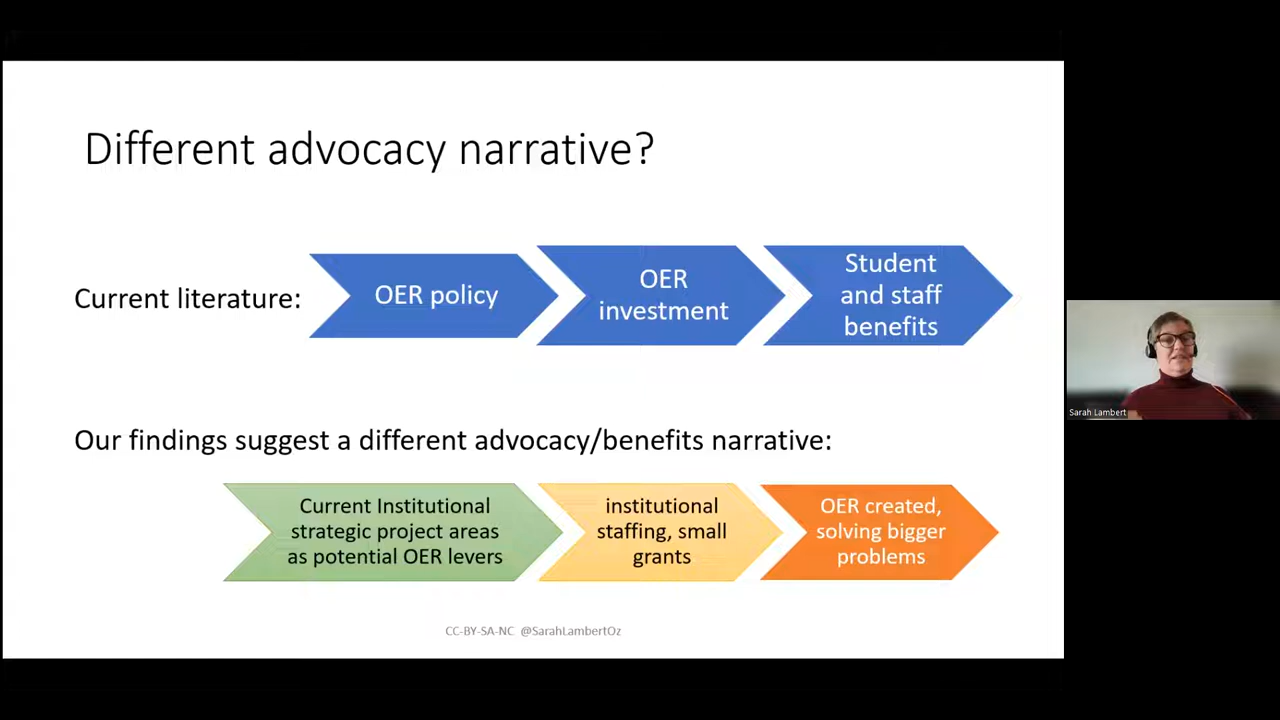 Different advocacy narrative?
Current literature:
OER policy
OER
investment
Student
and staff
benefits
Our findings suggest a different advocacy/benefits narrative:
Current Institutional
strategic project areas
as potential OER levers
institutional
staffing, small
grants
OER created,
solving bigger
problems
CC-BY-SA-NC @SarahLambertOz
Sarah Lambert